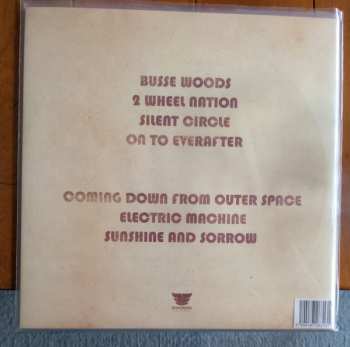 BUSSE WOODS
2 WHEEL NATION
SILENT CIRCLE
ON TO EVERAFTER
COMING DOWN FROM OUTER SPACE
ELECTRIC MACHINE
SUNSHINE AND SORROW